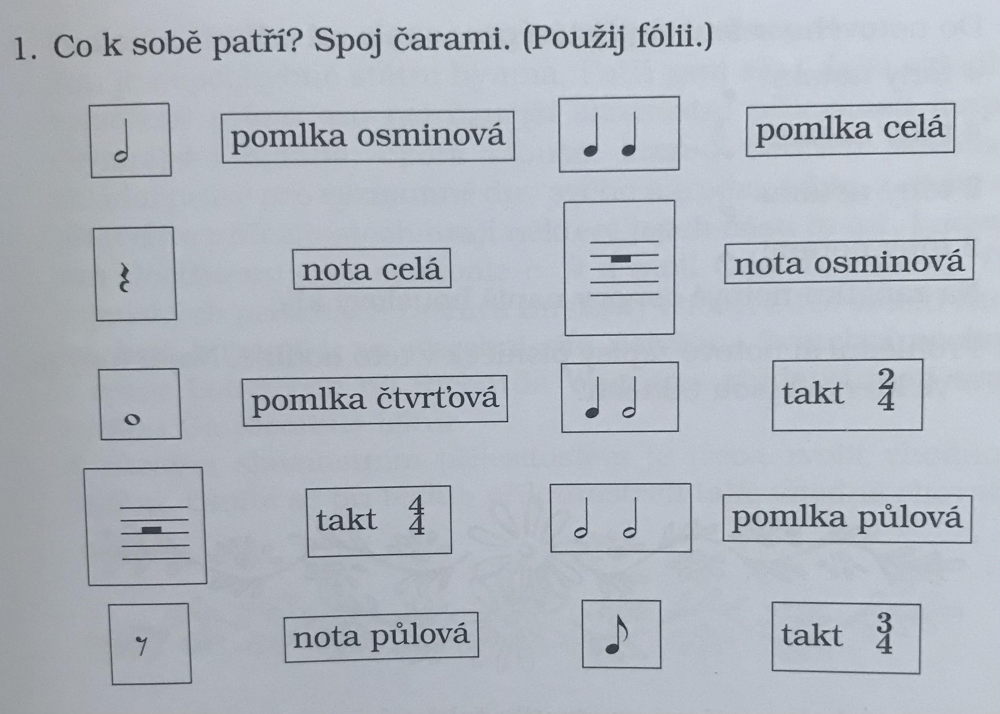 1. Co k sobě patří? Spoj čarami. (Použij fólii.)
pomlka osminová
pomlka celá
nota celá
nota osminová
pomlka čtvrťová
takt 2
4
takt 4
4
pomlka půlová
nota půlová
takt 3
4